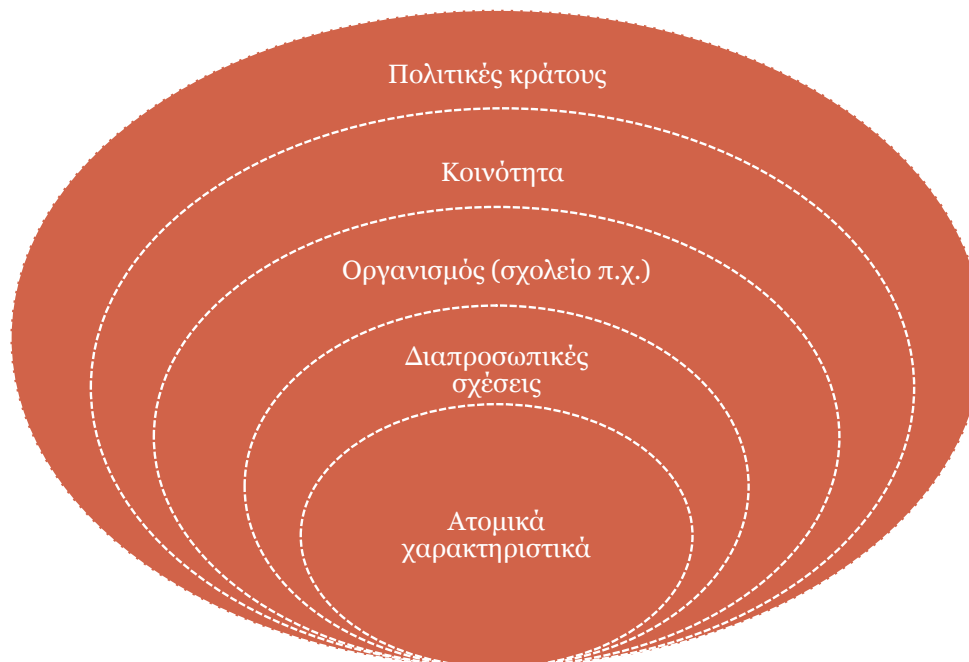 Πολιτικές κράτους
Κοινότητα
Οργανισμός (σχολείο π.χ.)
Διαπροσωπικές
σχέσεις
Ατομικά
χαρακτηριστικά